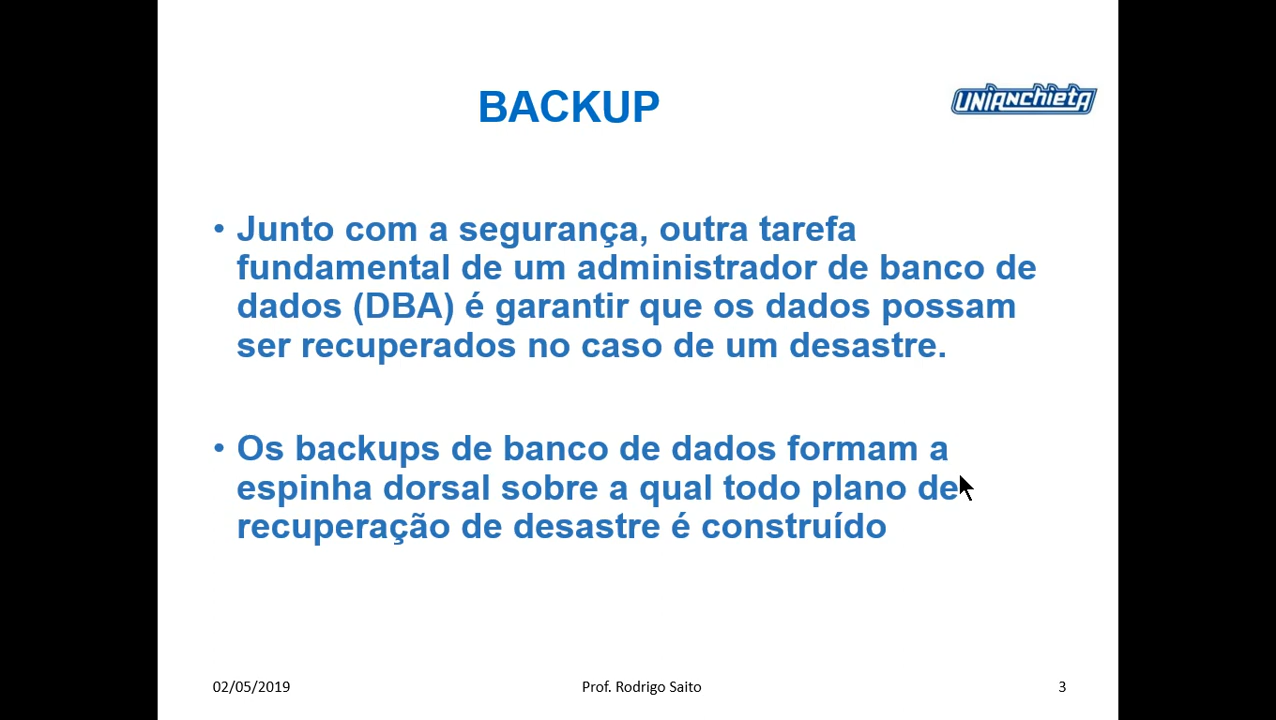 BACKUP
UNIANCHIETA
• Junto com a segurança, outra tarefa
fundamental de um administrador de banco de
dados (DBA) é garantir que os dados possam
ser recuperados no caso de um desastre.
• Os backups de banco de dados formam a
espinha dorsal sobre a qual todo plano de
recuperação de desastre é construído
02/05/2019
Prof. Rodrigo Saito
3